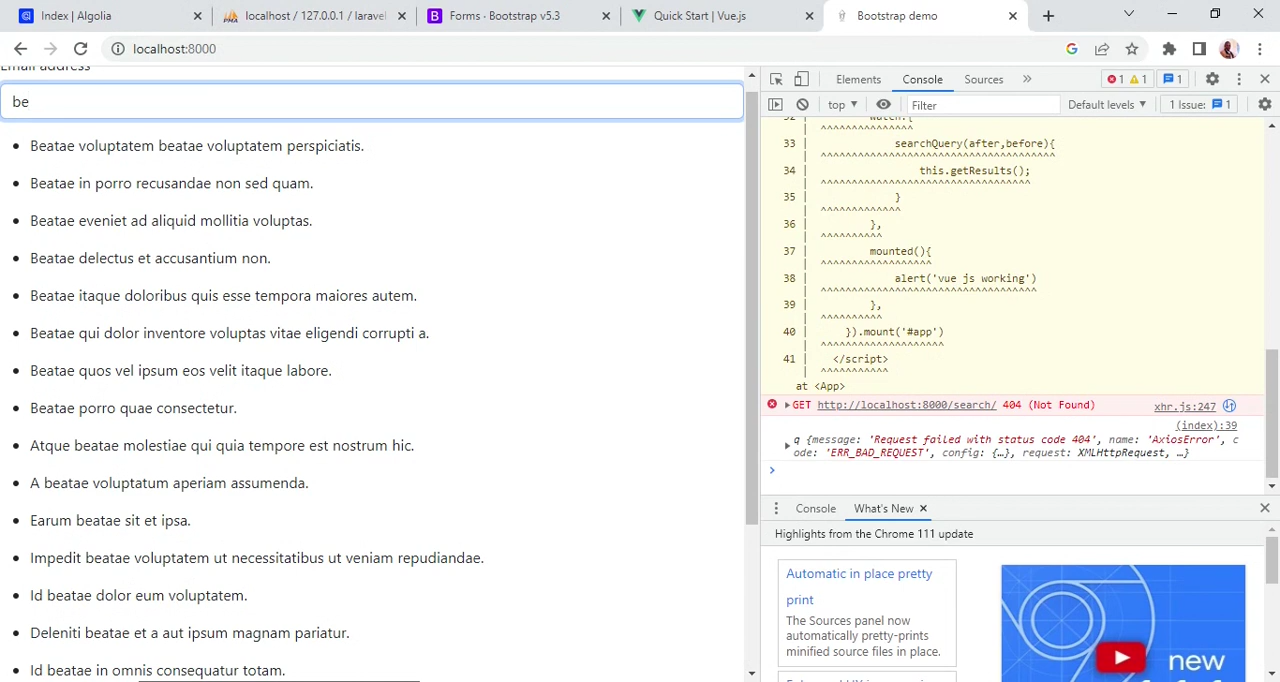 Index | Algolia
localhost / 127.0.0.1 / laravel
Forms · Bootstrap v5.3
Quick Start | Vue.js
Bootstrap demo
localhost:8000
Email address
be
Beatae voluptatem beatae voluptatem perspiciatis.
Beatae in porro recusandae non sed quam.
Beatae eveniet ad aliquid mollitia voluptas.
Beatae delectus et accusantium non.
Beatae itaque doloribus quis esse tempora maiores autem.
Beatae qui dolor inventore voluptas vitae eligendi corrupti a.
Beatae quos vel ipsum eos velit itaque labore.
Beatae porro quae consectetur.
Atque beatae molestiae qui quia tempore est nostrum hic.
A beatae voluptatum aperiam assumenda.
Earum beatae sit et ipsa.
Impedit beatae voluptatem ut necessitatibus ut veniam repudiandae.
Id beatae dolor eum voluptatem.
Deleniti beatae et a aut ipsum magnam pariatur.
Id beatae in omnis consequatur totam.
Elements Console Sources » 1 1 1
top ▼ Filter Default levels ▼ 1 Issue: 1
32 | watch:{
| ^^^^^^^^^^^^^^^
33 | searchQuery(after,before){
| ^^^^^^^^^^^^^^^^^^^^^^^^^^^^^^^^^^^^^^
34 | this.getResults();
| ^^^^^^^^^^^^^^^^^^^^^^^^^^^^^^^^^^
35 | }
| ^^^^^^^^^^^^^
36 | },
| ^^^^^^^^^^
37 | mounted(){
| ^^^^^^^^^^^^^^^^^^
38 | alert('vue js working')
| ^^^^^^^^^^^^^^^^^^^^^^^^^^^^^^^^^^^
39 | },
| ^^^^^^^^^^
40 | }).mount('#app')
| ^^^^^^^^^^^^^^^^^^^^
41 | </script>
| ^^^^^^^^^^^
at <App>
GET http://localhost:8000/search/ 404 (Not Found) xhr.js:247
(index):39
q {message: 'Request failed with status code 404', name: 'AxiosError', c
ode: 'ERR_BAD_REQUEST', config: {…}, request: XMLHttpRequest, …}
Console What's New
Highlights from the Chrome 111 update
Automatic in place pretty
print
The Sources panel now
automatically pretty-prints
minified source files in place.
new